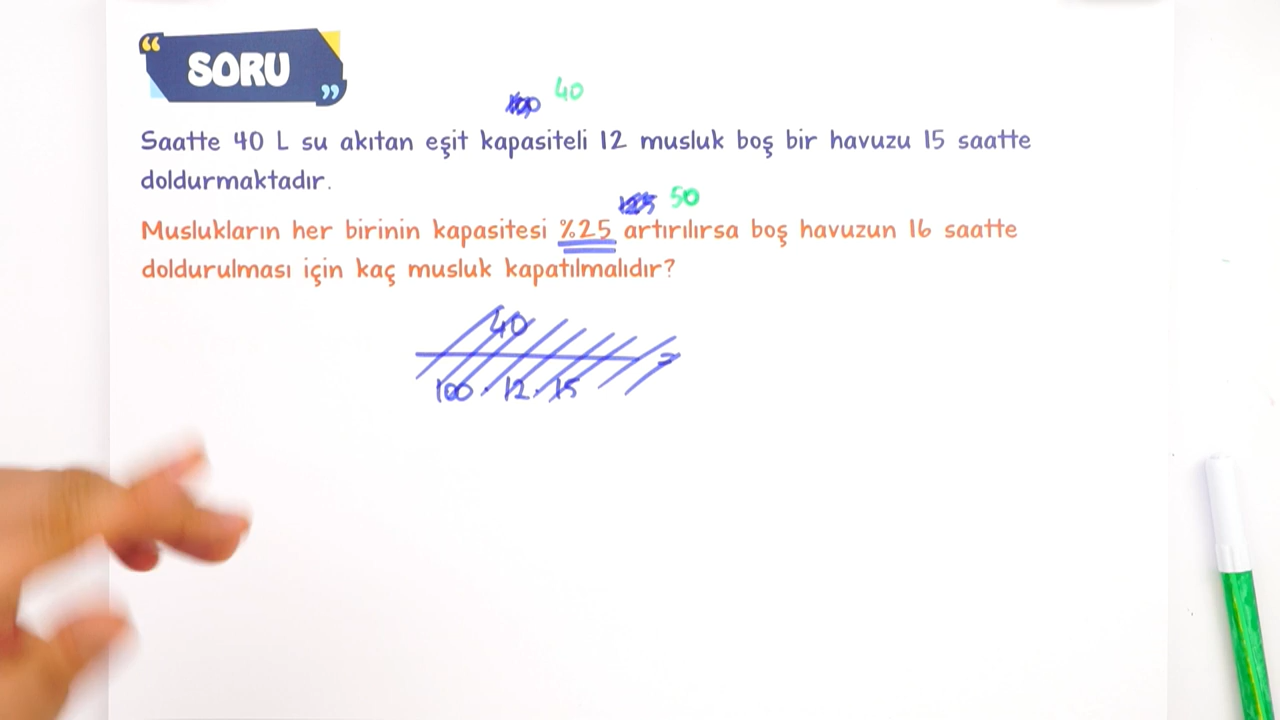 “ SORU ”
40
Saatte 40 L su akıtan eşit kapasiteli 12 musluk boş bir havuzu 15 saatte
doldurmaktadır.
125 50
Muslukların her birinin kapasitesi %25 artırılırsa boş havuzun 16 saatte
doldurulması için kaç musluk kapatılmalıdır?
40
100 . 12 . 15 =